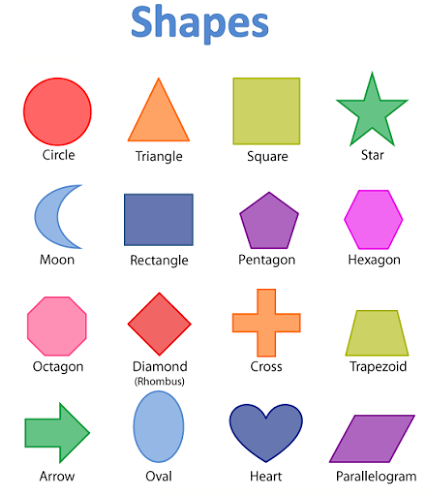 Shapes
Circle
Triangle
Square
Star
Moon
Rectangle
Pentagon
Hexagon
Octagon
Diamond
(Rhombus)
Cross
Trapezoid
Arrow
Oval
Heart
Parallelogram